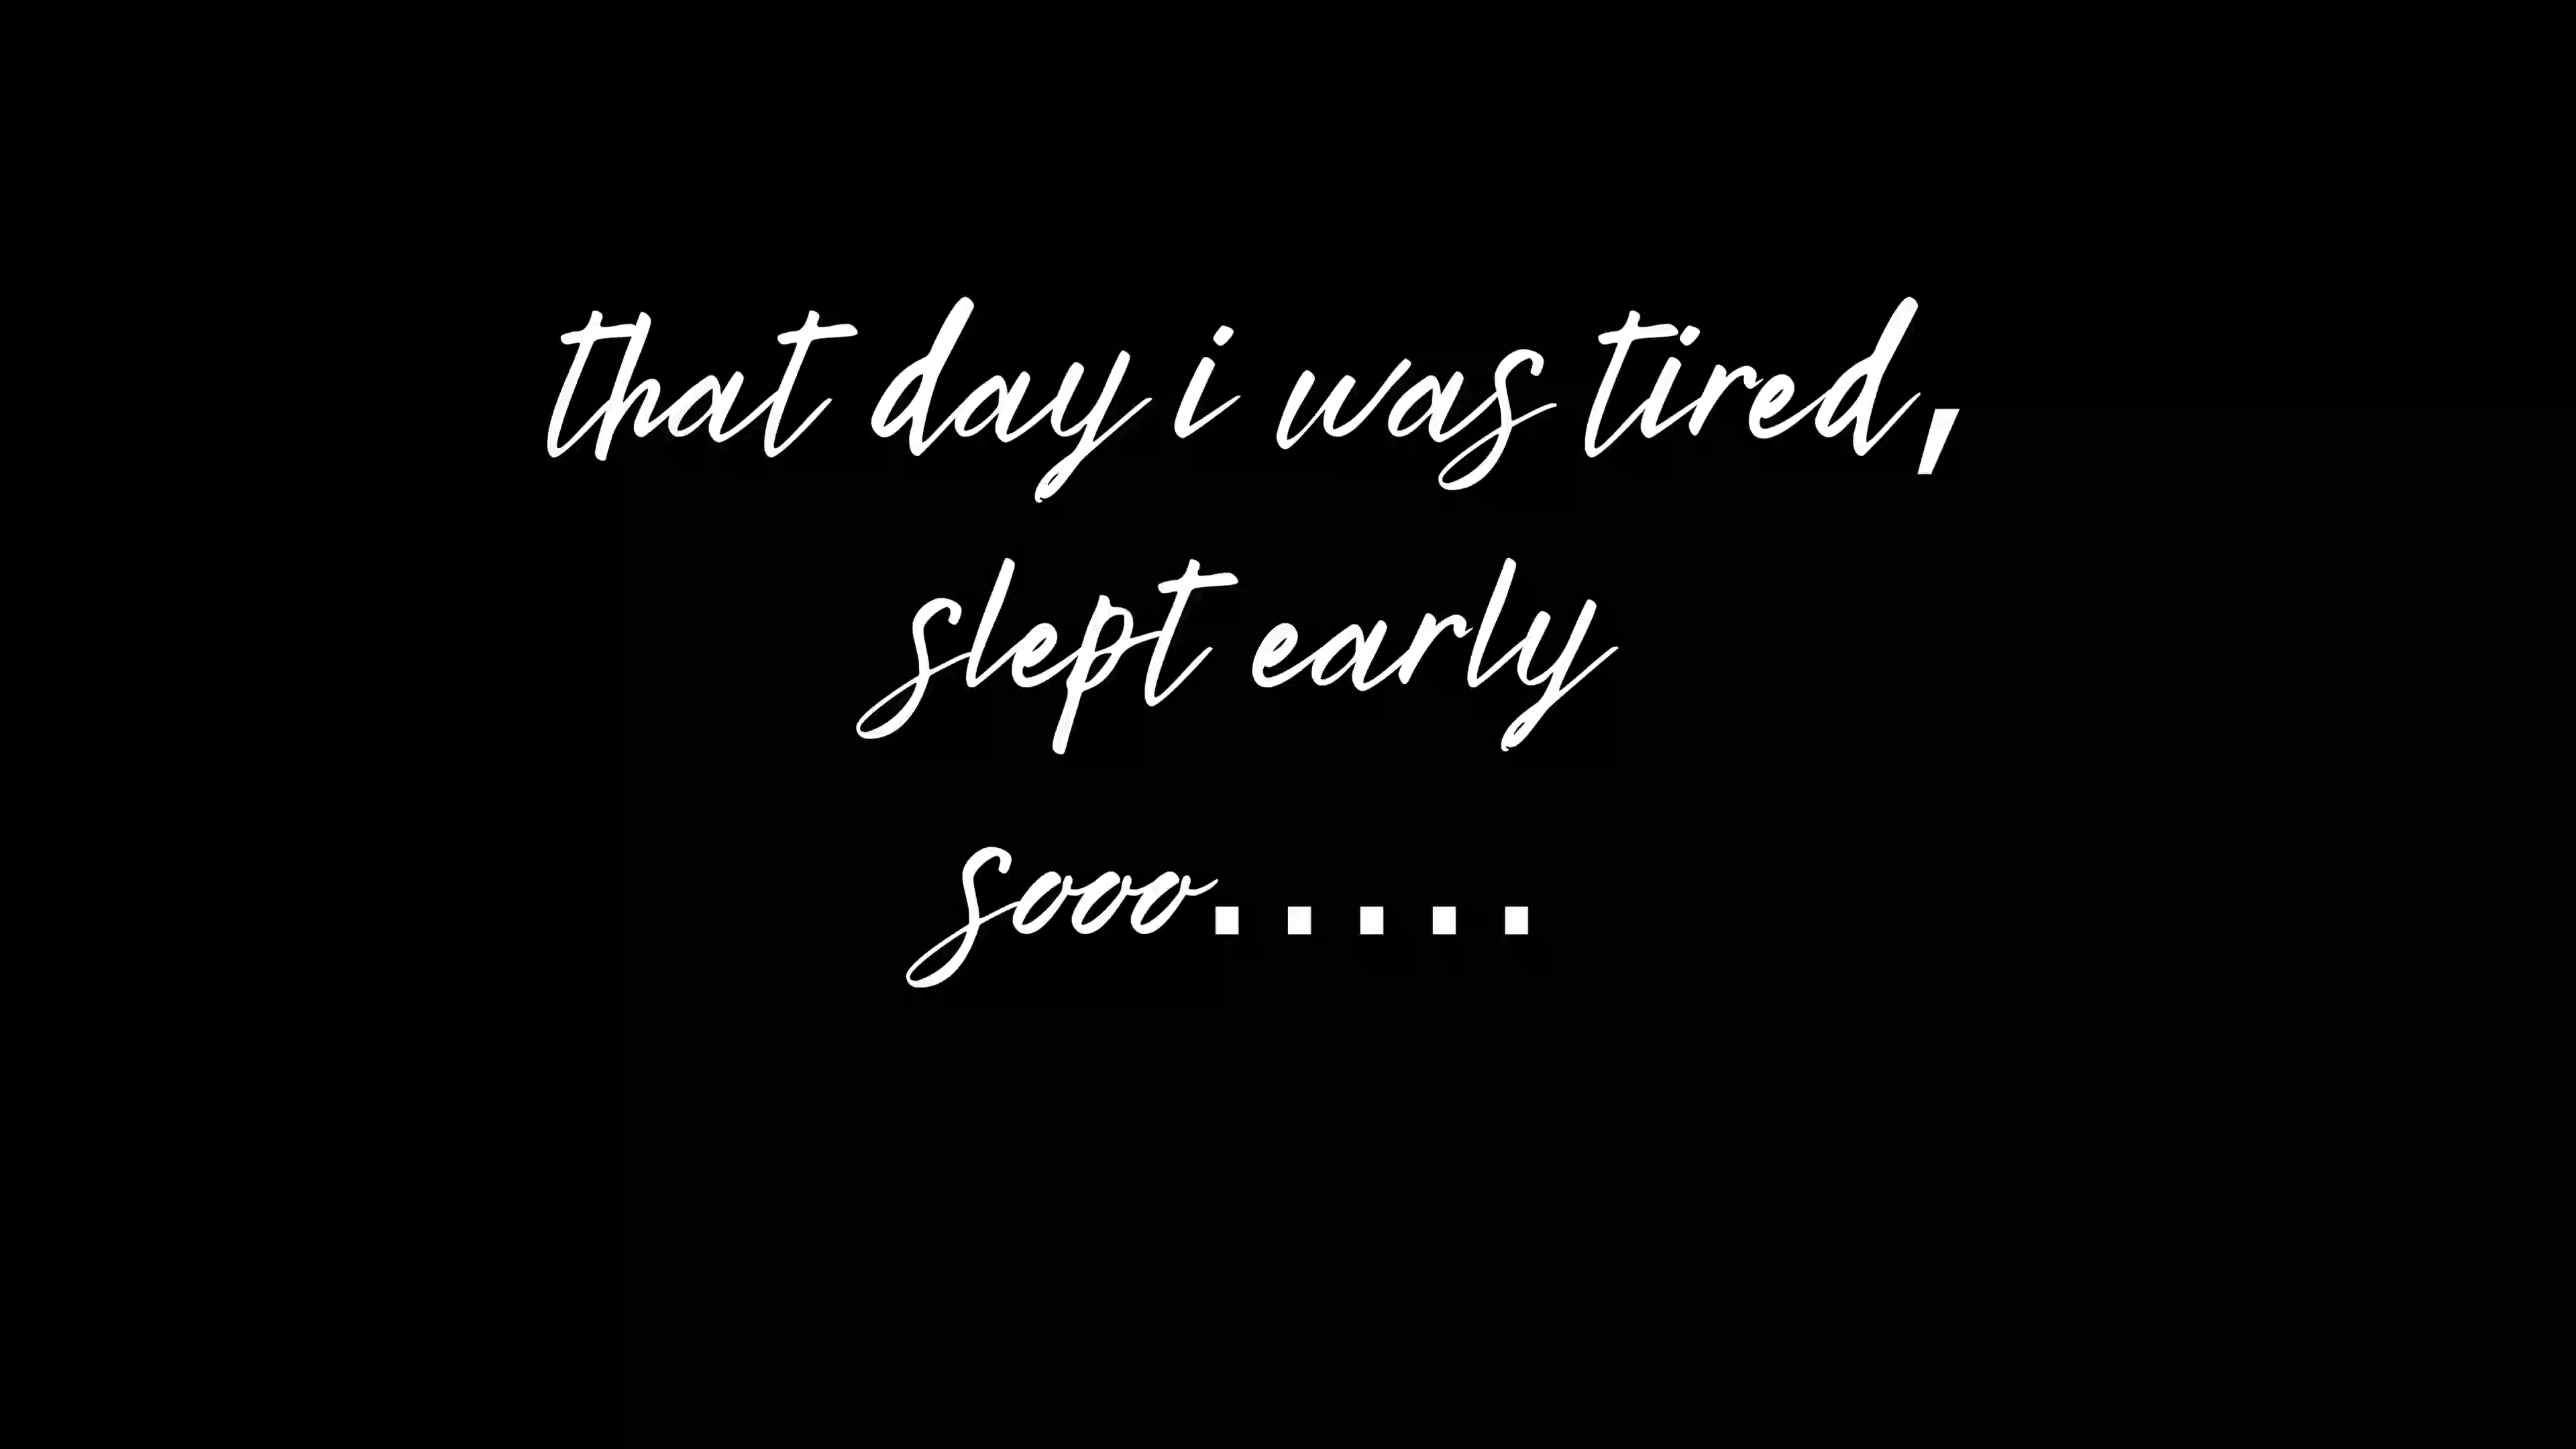 that day i was tired,
slept early
sooo.....